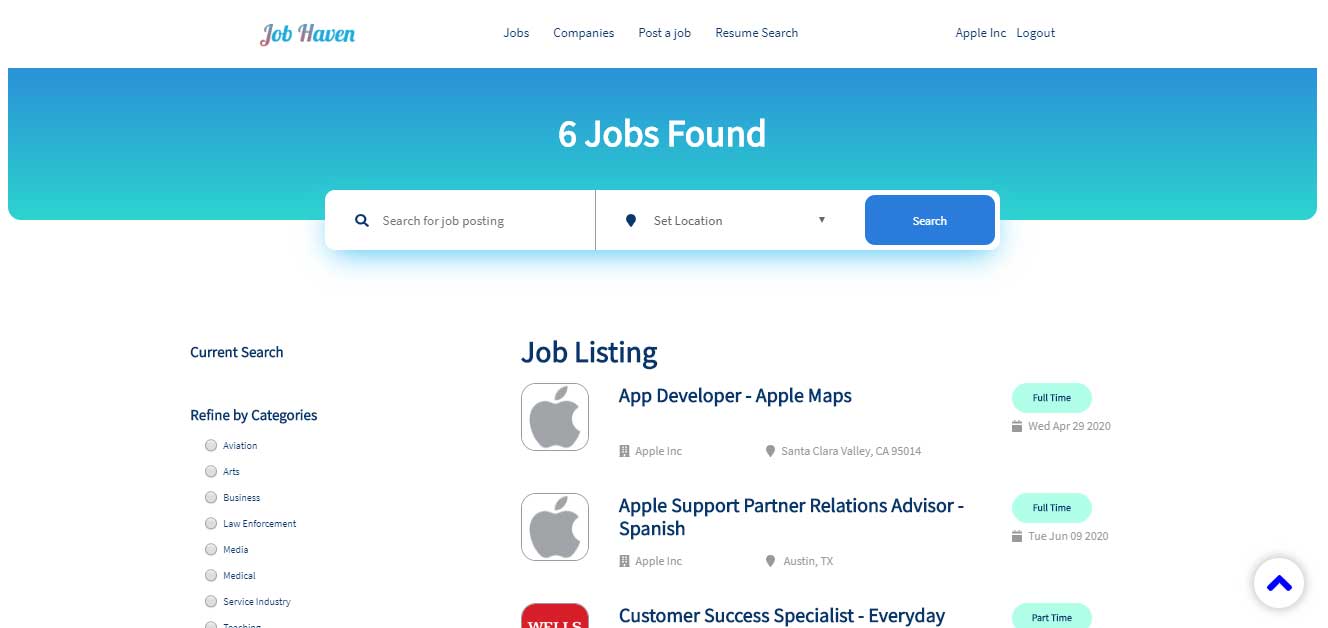 Job Haven
Jobs Companies Post a job Resume Search
Apple Inc Logout
6 Jobs Found
Search for job posting
Set Location
Search
Current Search
Refine by Categories
Aviation
Arts
Business
Law Enforcement
Media
Medical
Service Industry
Teaching
Job Listing
App Developer - Apple Maps
Full Time
Wed Apr 29 2020
Apple Inc
Santa Clara Valley, CA 95014
Apple Support Partner Relations Advisor -
Spanish
Full Time
Tue Jun 09 2020
Apple Inc
Austin, TX
WELLS
Customer Success Specialist - Everyday
Part Time